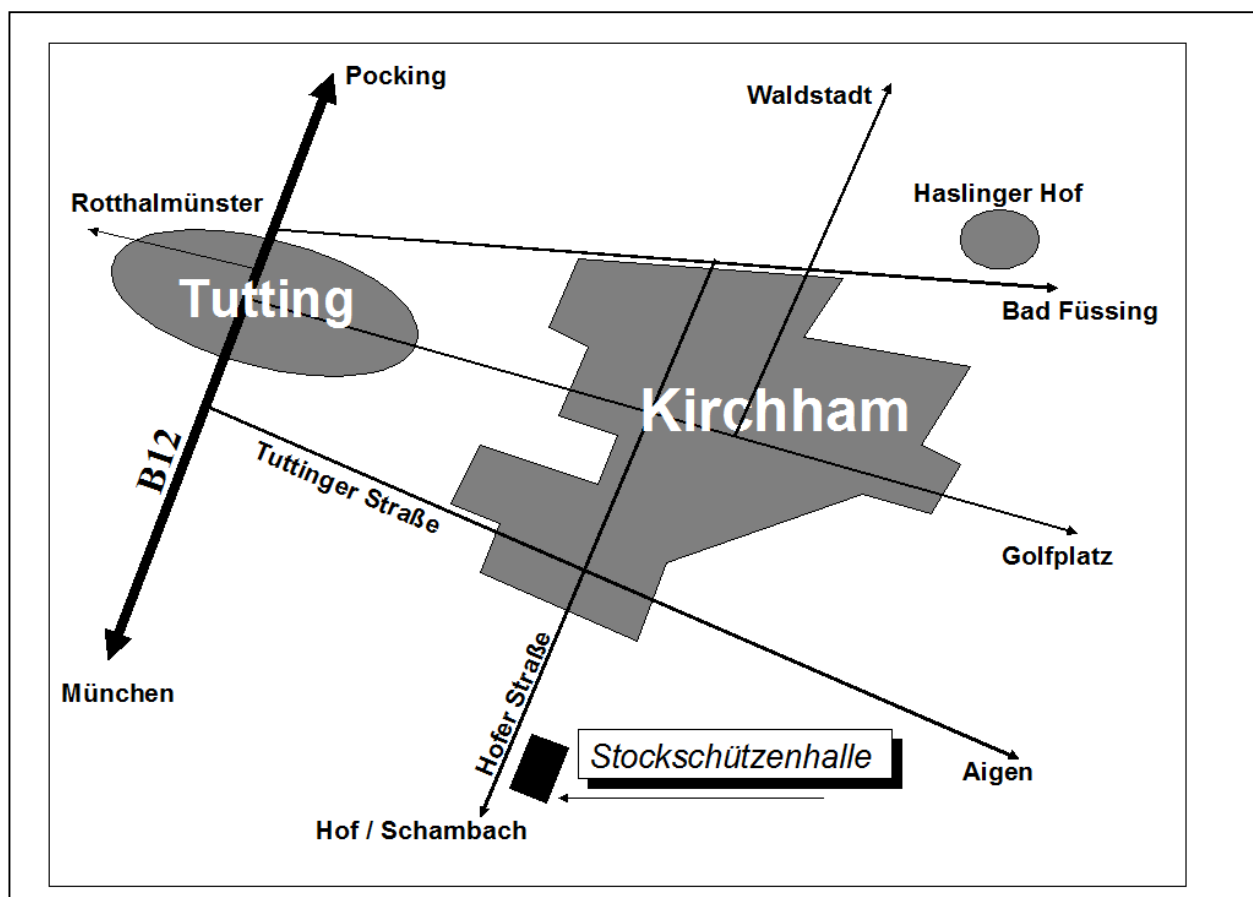 Pocking
Waldstadt
Haslinger Hof
Rotthalmünster
Tutting
Bad Füssing
Kirchham
B12
Tuttinger Straße
Golfplatz
München
Hofer Straße
Stockschützenhalle
Aigen
Hof / Schambach